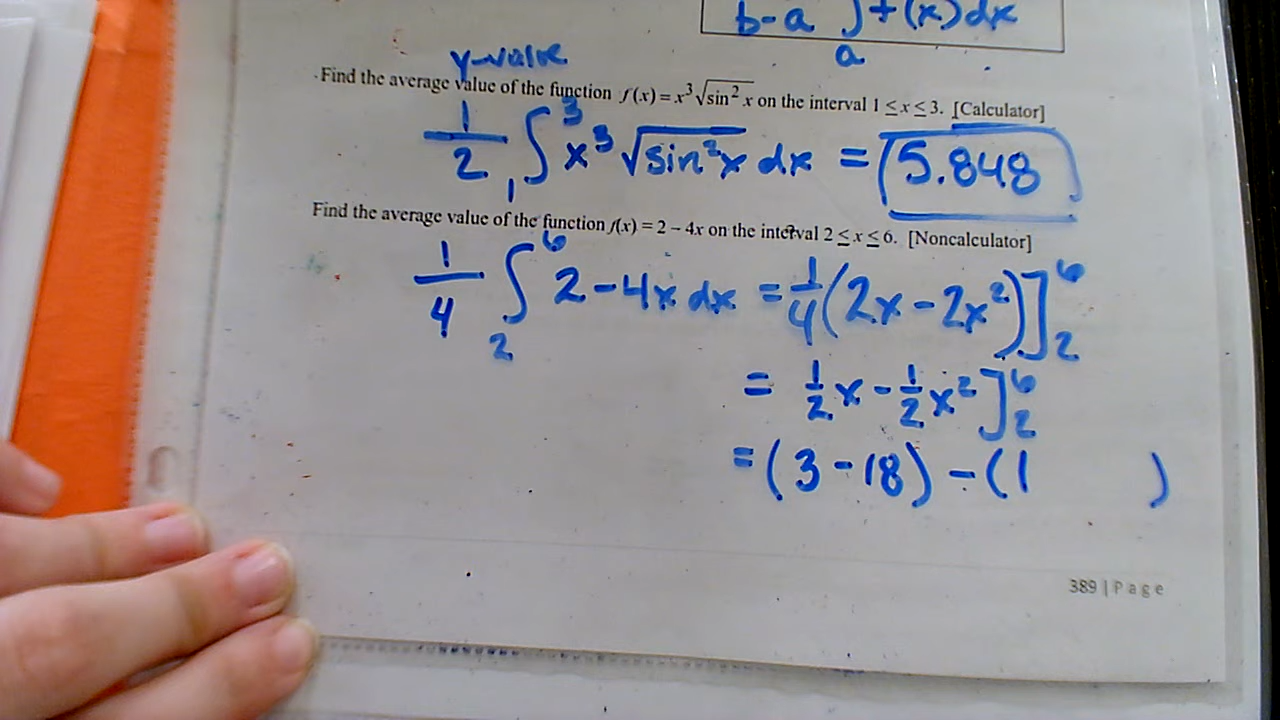 b-a ∫ f(x) dx
a
y-value
Find the average value of the function f(x) = x³√sin² x on the interval 1 ≤ x ≤ 3. [Calculator]
1/2 ∫₁³ x³ √sin²x dx = 5.848
Find the average value of the function f(x) = 2 – 4x on the interval 2 ≤ x ≤ 6. [Noncalculator]
1/4 ∫₂⁶ 2 - 4x dx = 1/4 (2x - 2x²)]₂⁶
= 1/2 x - 1/2 x² ]₂⁶
= (3 - 18) - (1 )
389 | Page